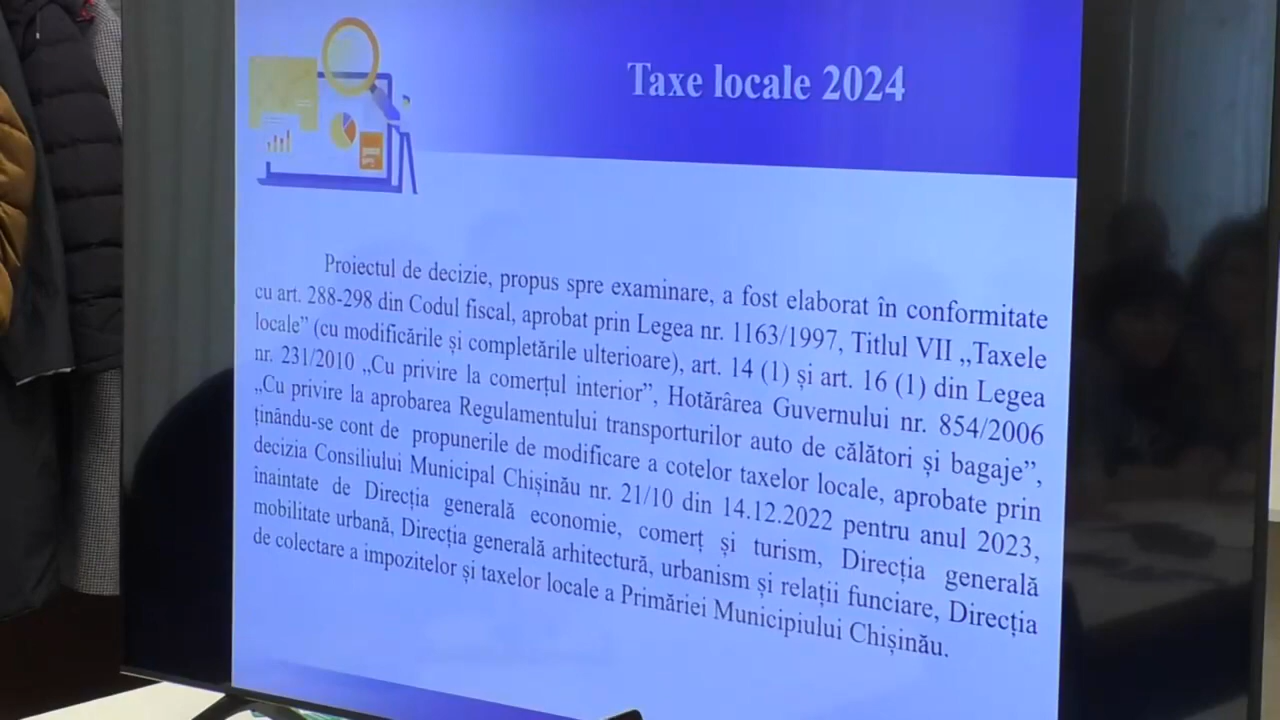 Taxe locale 2024
Proiectul de decizie, propus spre examinare, a fost elaborat în conformitate
cu art. 288-298 din Codul fiscal, aprobat prin Legea nr. 1163/1997, Titlul VII ,,Taxele
locale” (cu modificările și completările ulterioare), art. 14 (1) și art. 16 (1) din Legea
nr. 231/2010 ,,Cu privire la comerțul interior”, Hotărârea Guvernului nr. 854/2006
,,Cu privire la aprobarea Regulamentului transporturilor auto de călători și bagaje”,
ținându-se cont de propunerile de modificare a cotelor taxelor locale, aprobate prin
decizia Consiliului Municipal Chișinău nr. 21/10 din 14.12.2022 pentru anul 2023,
înaintate de Direcția generală economie, comerț și turism, Direcția generală
mobilitate urbană, Direcția generală arhitectură, urbanism și relații funciare, Direcția
de colectare a impozitelor și taxelor locale a Primăriei Municipiului Chișinău.